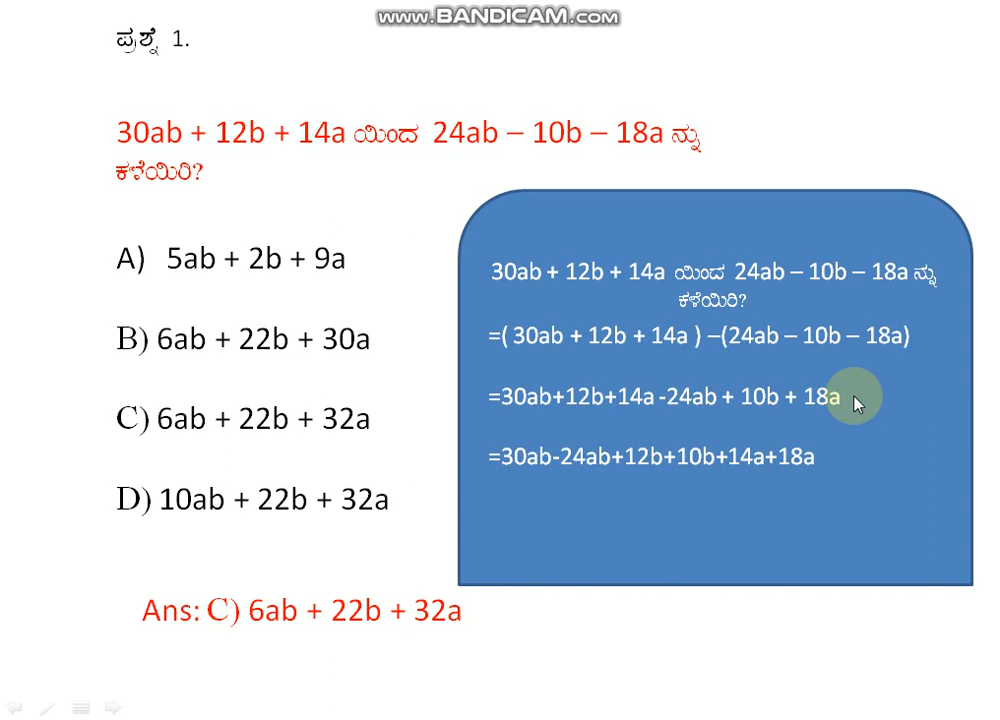 www.BANDICAM.com
ಪ್ರಶ್ನೆ 1.
30ab + 12b + 14a ಯಿಂದ 24ab – 10b – 18a ನ್ನು
ಕಳೆಯಿರಿ?
A) 5ab + 2b + 9a
B) 6ab + 22b + 30a
C) 6ab + 22b + 32a
D) 10ab + 22b + 32a
Ans: C) 6ab + 22b + 32a
30ab + 12b + 14a ಯಿಂದ 24ab – 10b – 18a ನ್ನು
ಕಳೆಯಿರಿ?
=( 30ab + 12b + 14a ) –(24ab – 10b – 18a)
=30ab+12b+14a -24ab + 10b + 18a
=30ab-24ab+12b+10b+14a+18a